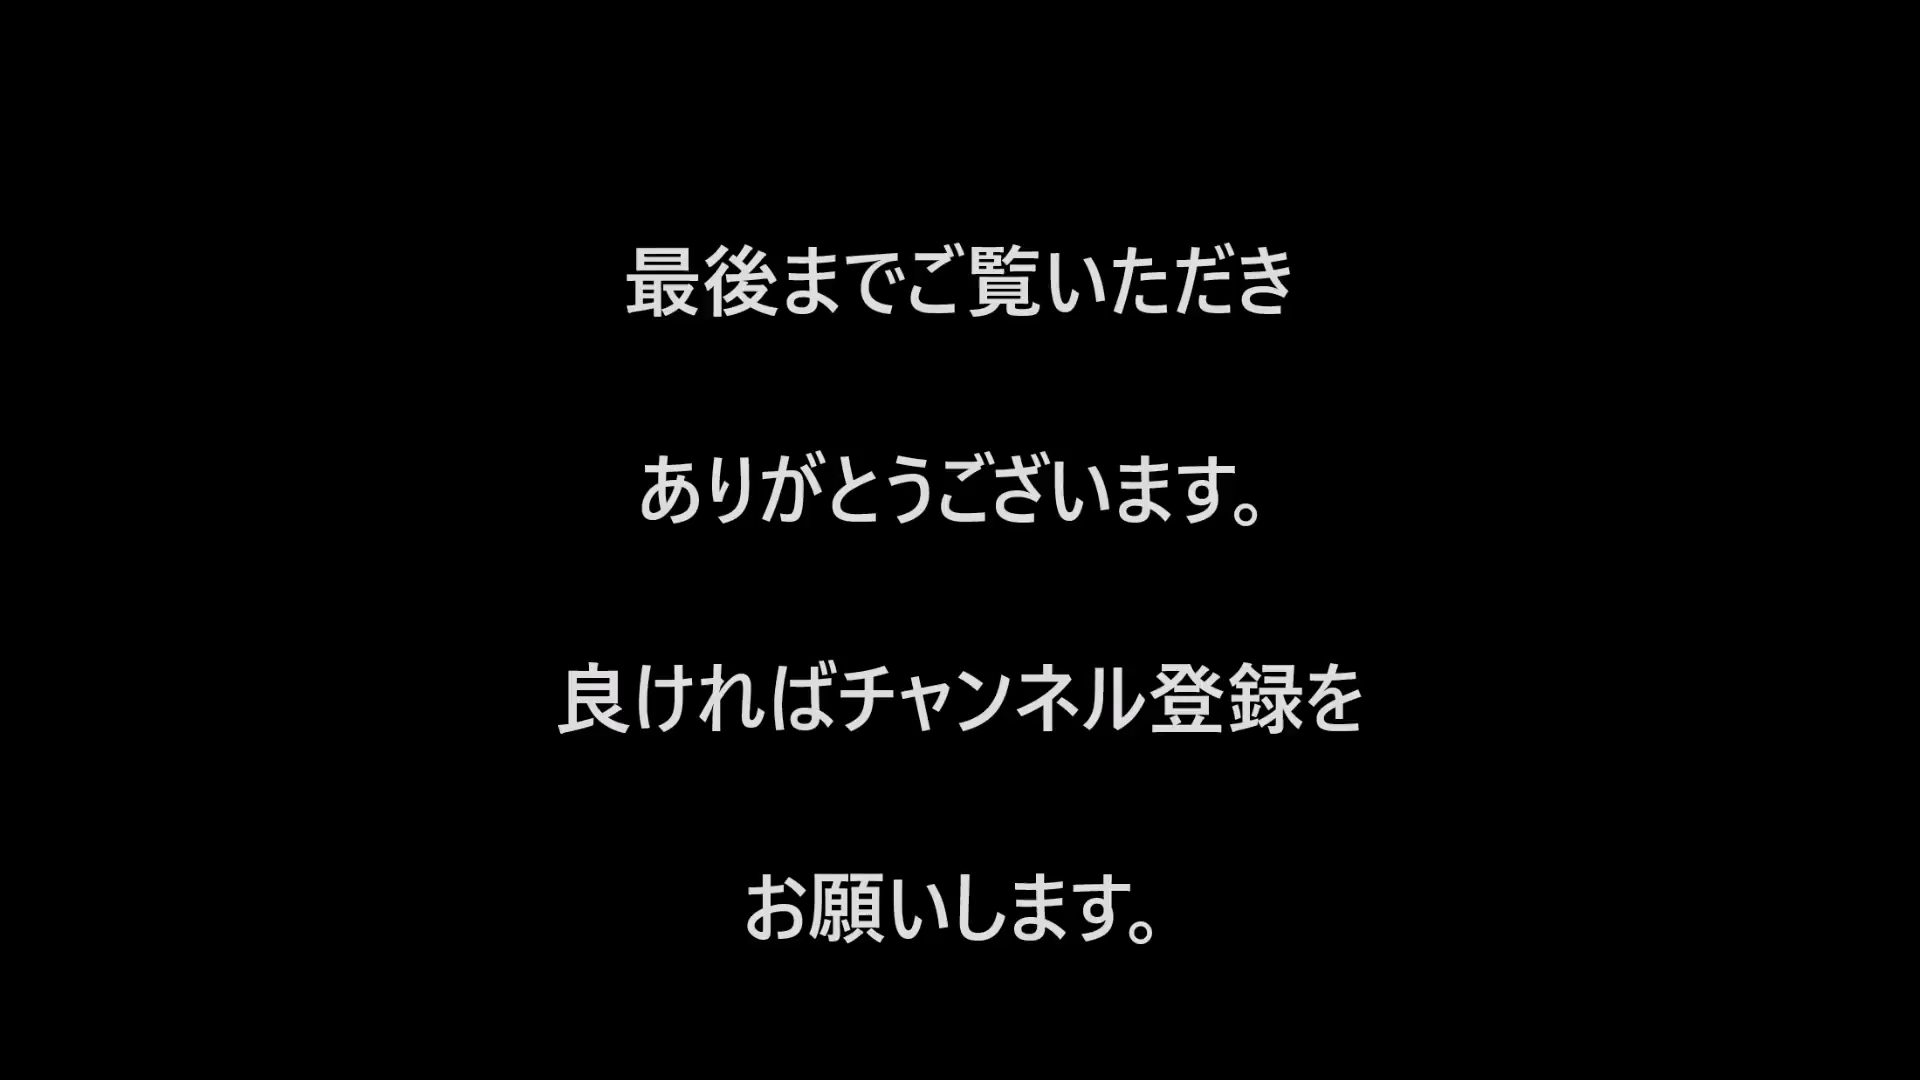 最後までご覧いただき
ありがとうございます。
良ければチャンネル登録を
お願いします。